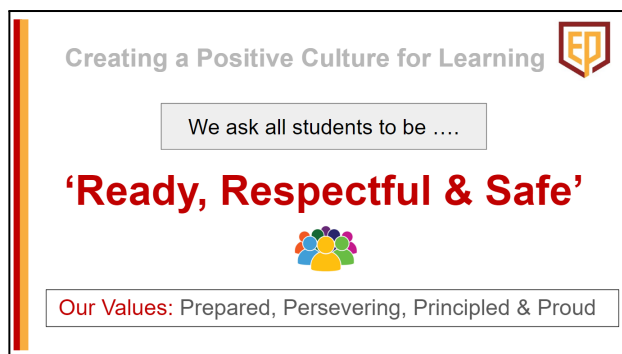 Creating a Positive Culture for Learning
EP
We ask all students to be ....
‘Ready, Respectful & Safe’
Our Values: Prepared, Persevering, Principled & Proud